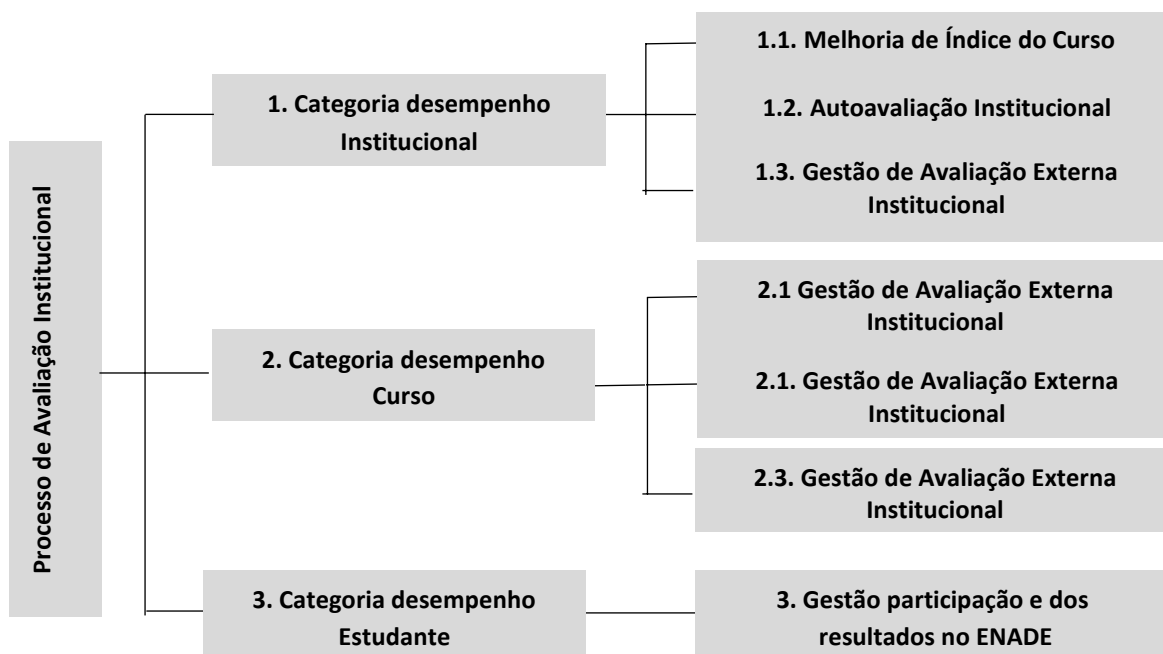 Processo de Avaliação Institucional
1. Categoria desempenho
Institucional
1.1. Melhoria de Índice do Curso
1.2. Autoavaliação Institucional
1.3. Gestão de Avaliação Externa
Institucional
2. Categoria desempenho
Curso
2.1 Gestão de Avaliação Externa
Institucional
2.1. Gestão de Avaliação Externa
Institucional
2.3. Gestão de Avaliação Externa
Institucional
3. Categoria desempenho
Estudante
3. Gestão participação e dos
resultados no ENADE